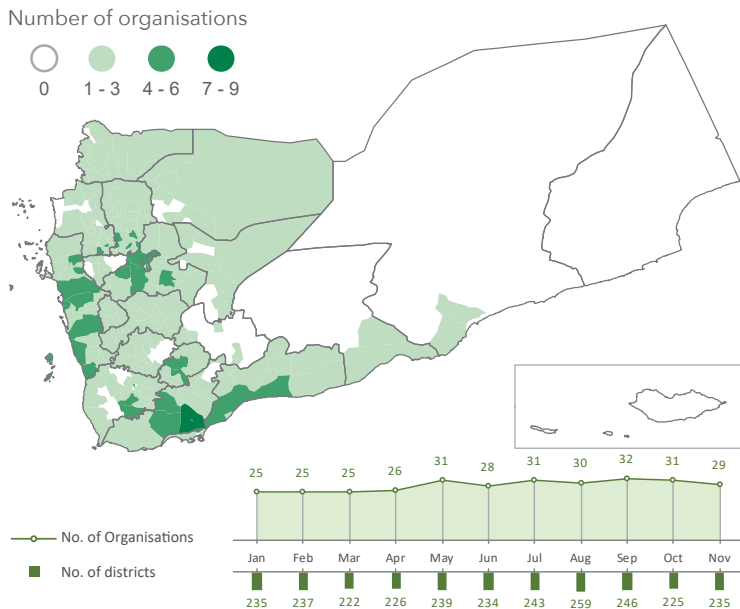 Number of organisations
0 1 - 3 4 - 6 7 - 9
25 25 25 26 31 28 31 30 32 31 29
No. of Organisations
Jan Feb Mar Apr May Jun Jul Aug Sep Oct Nov
No. of districts
235 237 222 226 239 234 243 259 246 225 235